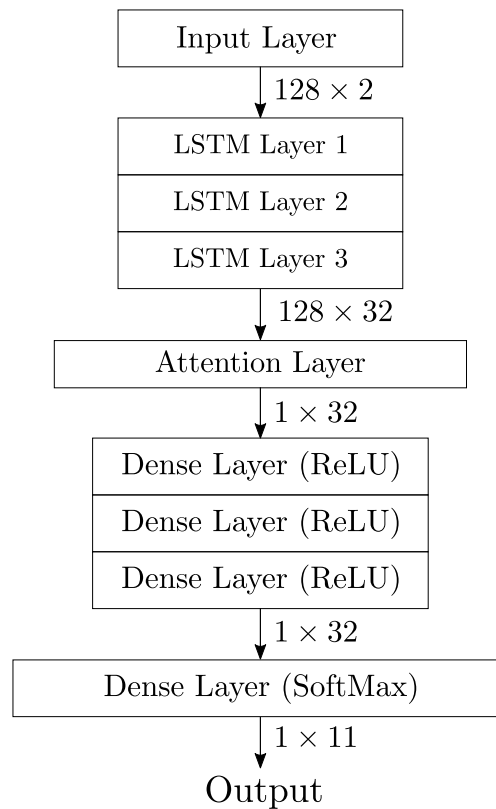 Input Layer
128 × 2
LSTM Layer 1
LSTM Layer 2
LSTM Layer 3
128 × 32
Attention Layer
1 × 32
Dense Layer (ReLU)
Dense Layer (ReLU)
Dense Layer (ReLU)
1 × 32
Dense Layer (SoftMax)
1 × 11
Output